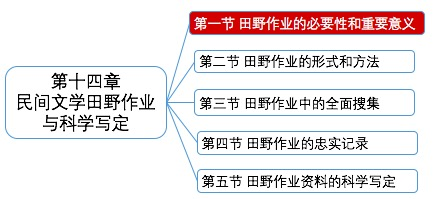 第十四章
民间文学田野作业
与科学写定
第一节 田野作业的必要性和重要意义
第二节 田野作业的形式和方法
第三节 田野作业中的全面搜集
第四节 田野作业的忠实记录
第五节 田野作业资料的科学写定